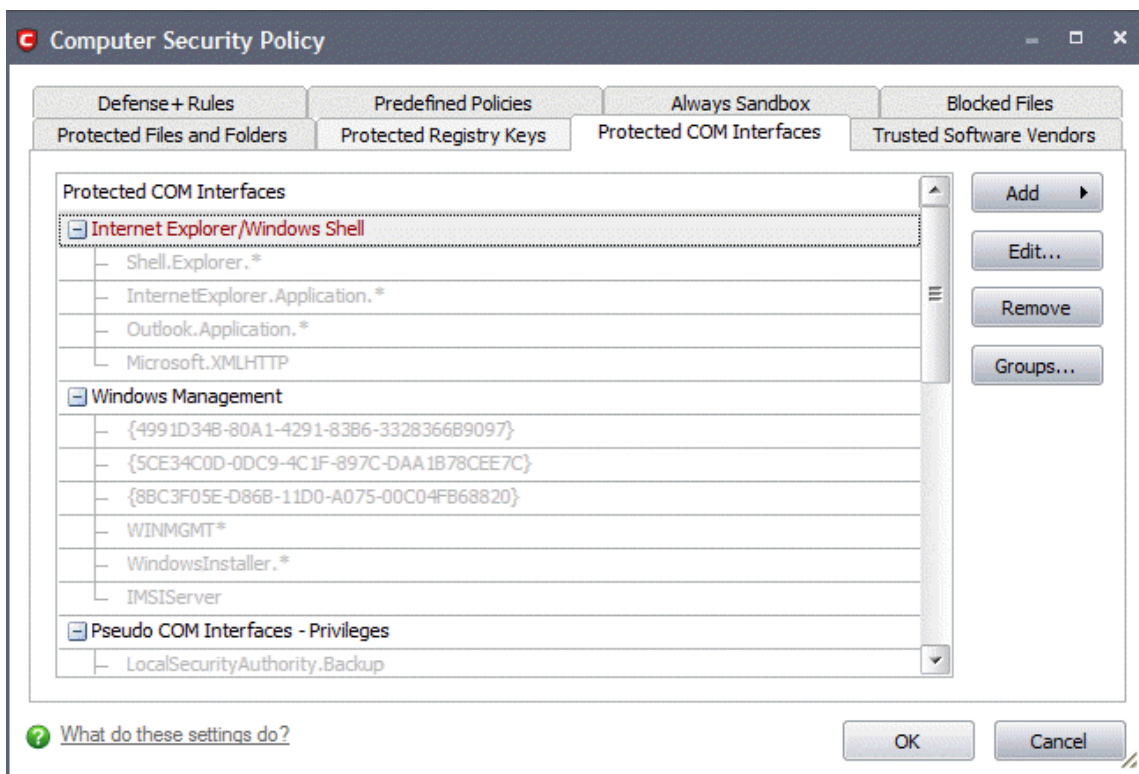 Computer Security Policy
Defense+ Rules
Predefined Policies
Always Sandbox
Blocked Files
Protected Files and Folders
Protected Registry Keys
Protected COM Interfaces
Trusted Software Vendors
Protected COM Interfaces
Internet Explorer/Windows Shell
Shell.Explorer.*
InternetExplorer.Application.*
Outlook.Application.*
Microsoft.XMLHTTP
Windows Management
{4991D34B-80A1-4291-83B6-3328366B9097}
{5CE34C0D-0DC9-4C1F-897C-DAA1B78CEE7C}
{8BC3F05E-D86B-11D0-A075-00C04FB68820}
WINMGMT*
WindowsInstaller.*
IMSIServer
Pseudo COM Interfaces - Privileges
LocalSecurityAuthority.Backup
Add
Edit...
Remove
Groups...
What do these settings do?
OK
Cancel